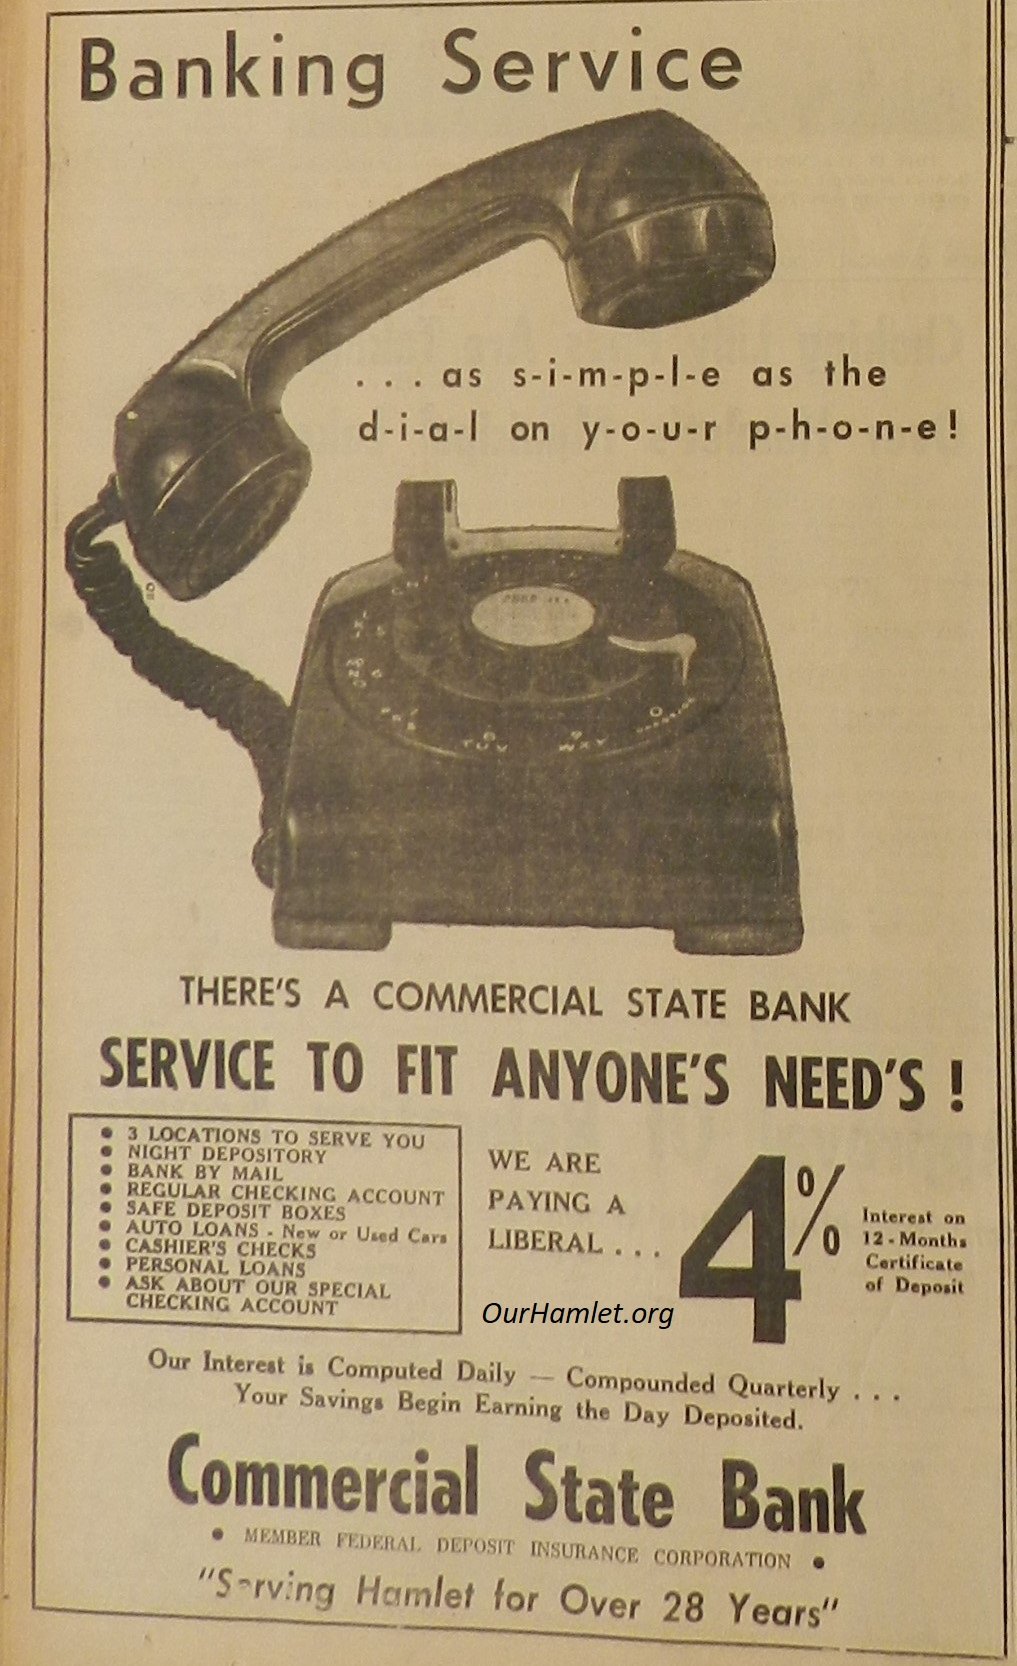 Banking Service
. . . as s-i-m-p-l-e as the
d-i-a-l on y-o-u-r p-h-o-n-e !
THERE'S A COMMERCIAL STATE BANK
SERVICE TO FIT ANYONE'S NEED'S !
● 3 LOCATIONS TO SERVE YOU
● NIGHT DEPOSITORY
● BANK BY MAIL
● REGULAR CHECKING ACCOUNT
● SAFE DEPOSIT BOXES
● AUTO LOANS - New or Used Cars
● CASHIER'S CHECKS
● PERSONAL LOANS
● ASK ABOUT OUR SPECIAL
CHECKING ACCOUNT
WE ARE
PAYING A
LIBERAL . . .
4%
Interest on
12 - Months
Certificate
of Deposit
OurHamlet.org
Our Interest is Computed Daily — Compounded Quarterly . . .
Your Savings Begin Earning the Day Deposited.
Commercial State Bank
● MEMBER FEDERAL DEPOSIT INSURANCE CORPORATION ●
"Serving Hamlet for Over 28 Years"